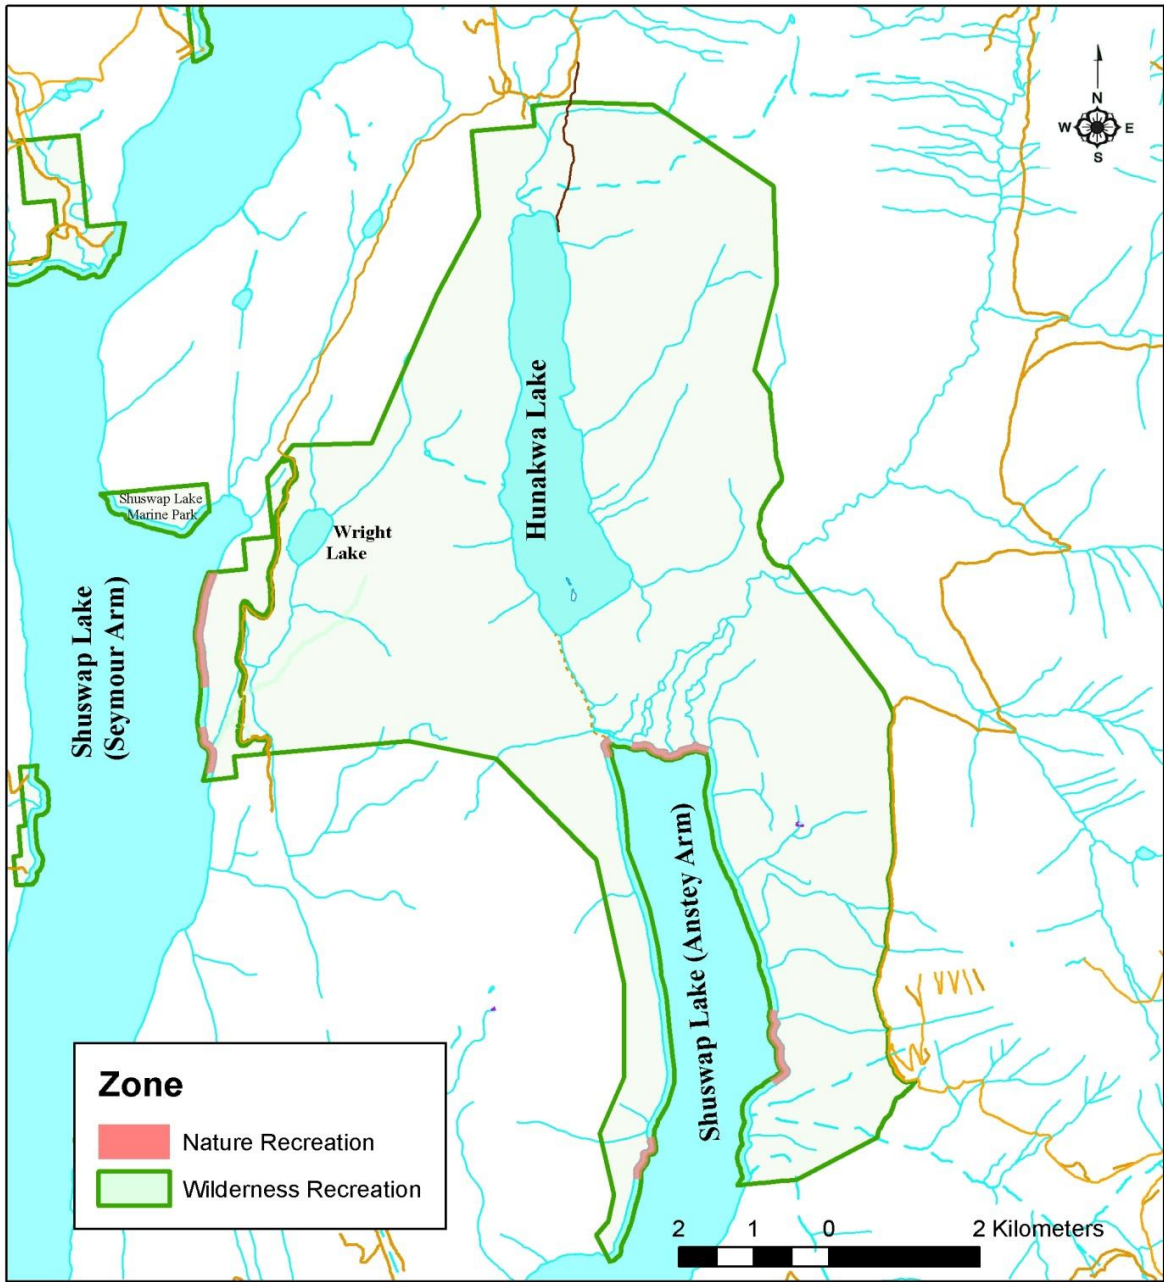 N
W E
S
Hunakwa Lake
Shuswap Lake
Marine Park
Wright
Lake
Shuswap Lake
(Seymour Arm)
Shuswap Lake (Anstey Arm)
Zone
Nature Recreation
Wilderness Recreation
2 1 0 2 Kilometers